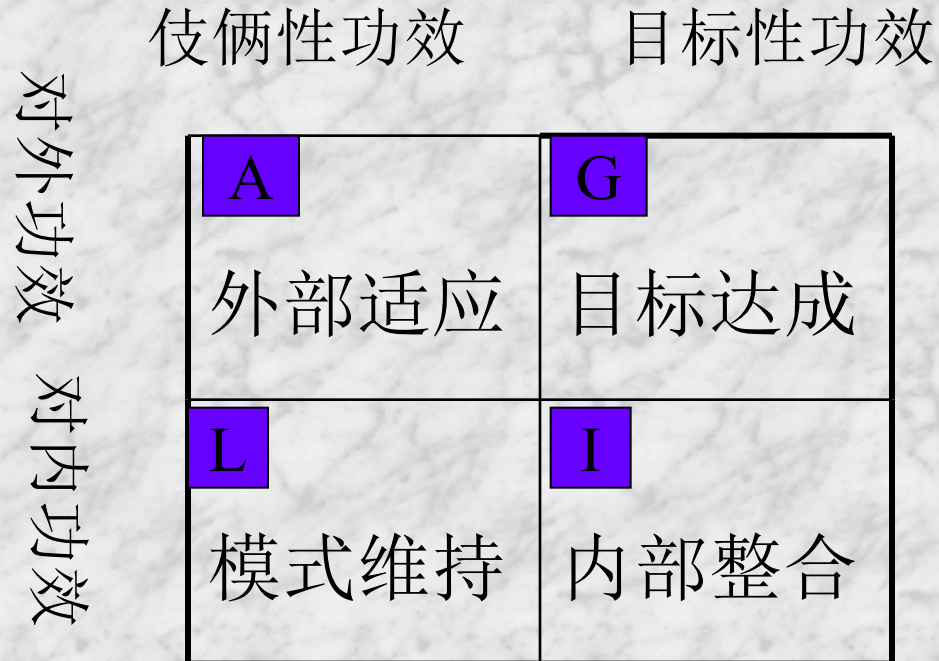 伎俩性功效 目标性功效
对外功效
A G
外部适应 目标达成
对内功效
L I
模式维持 内部整合